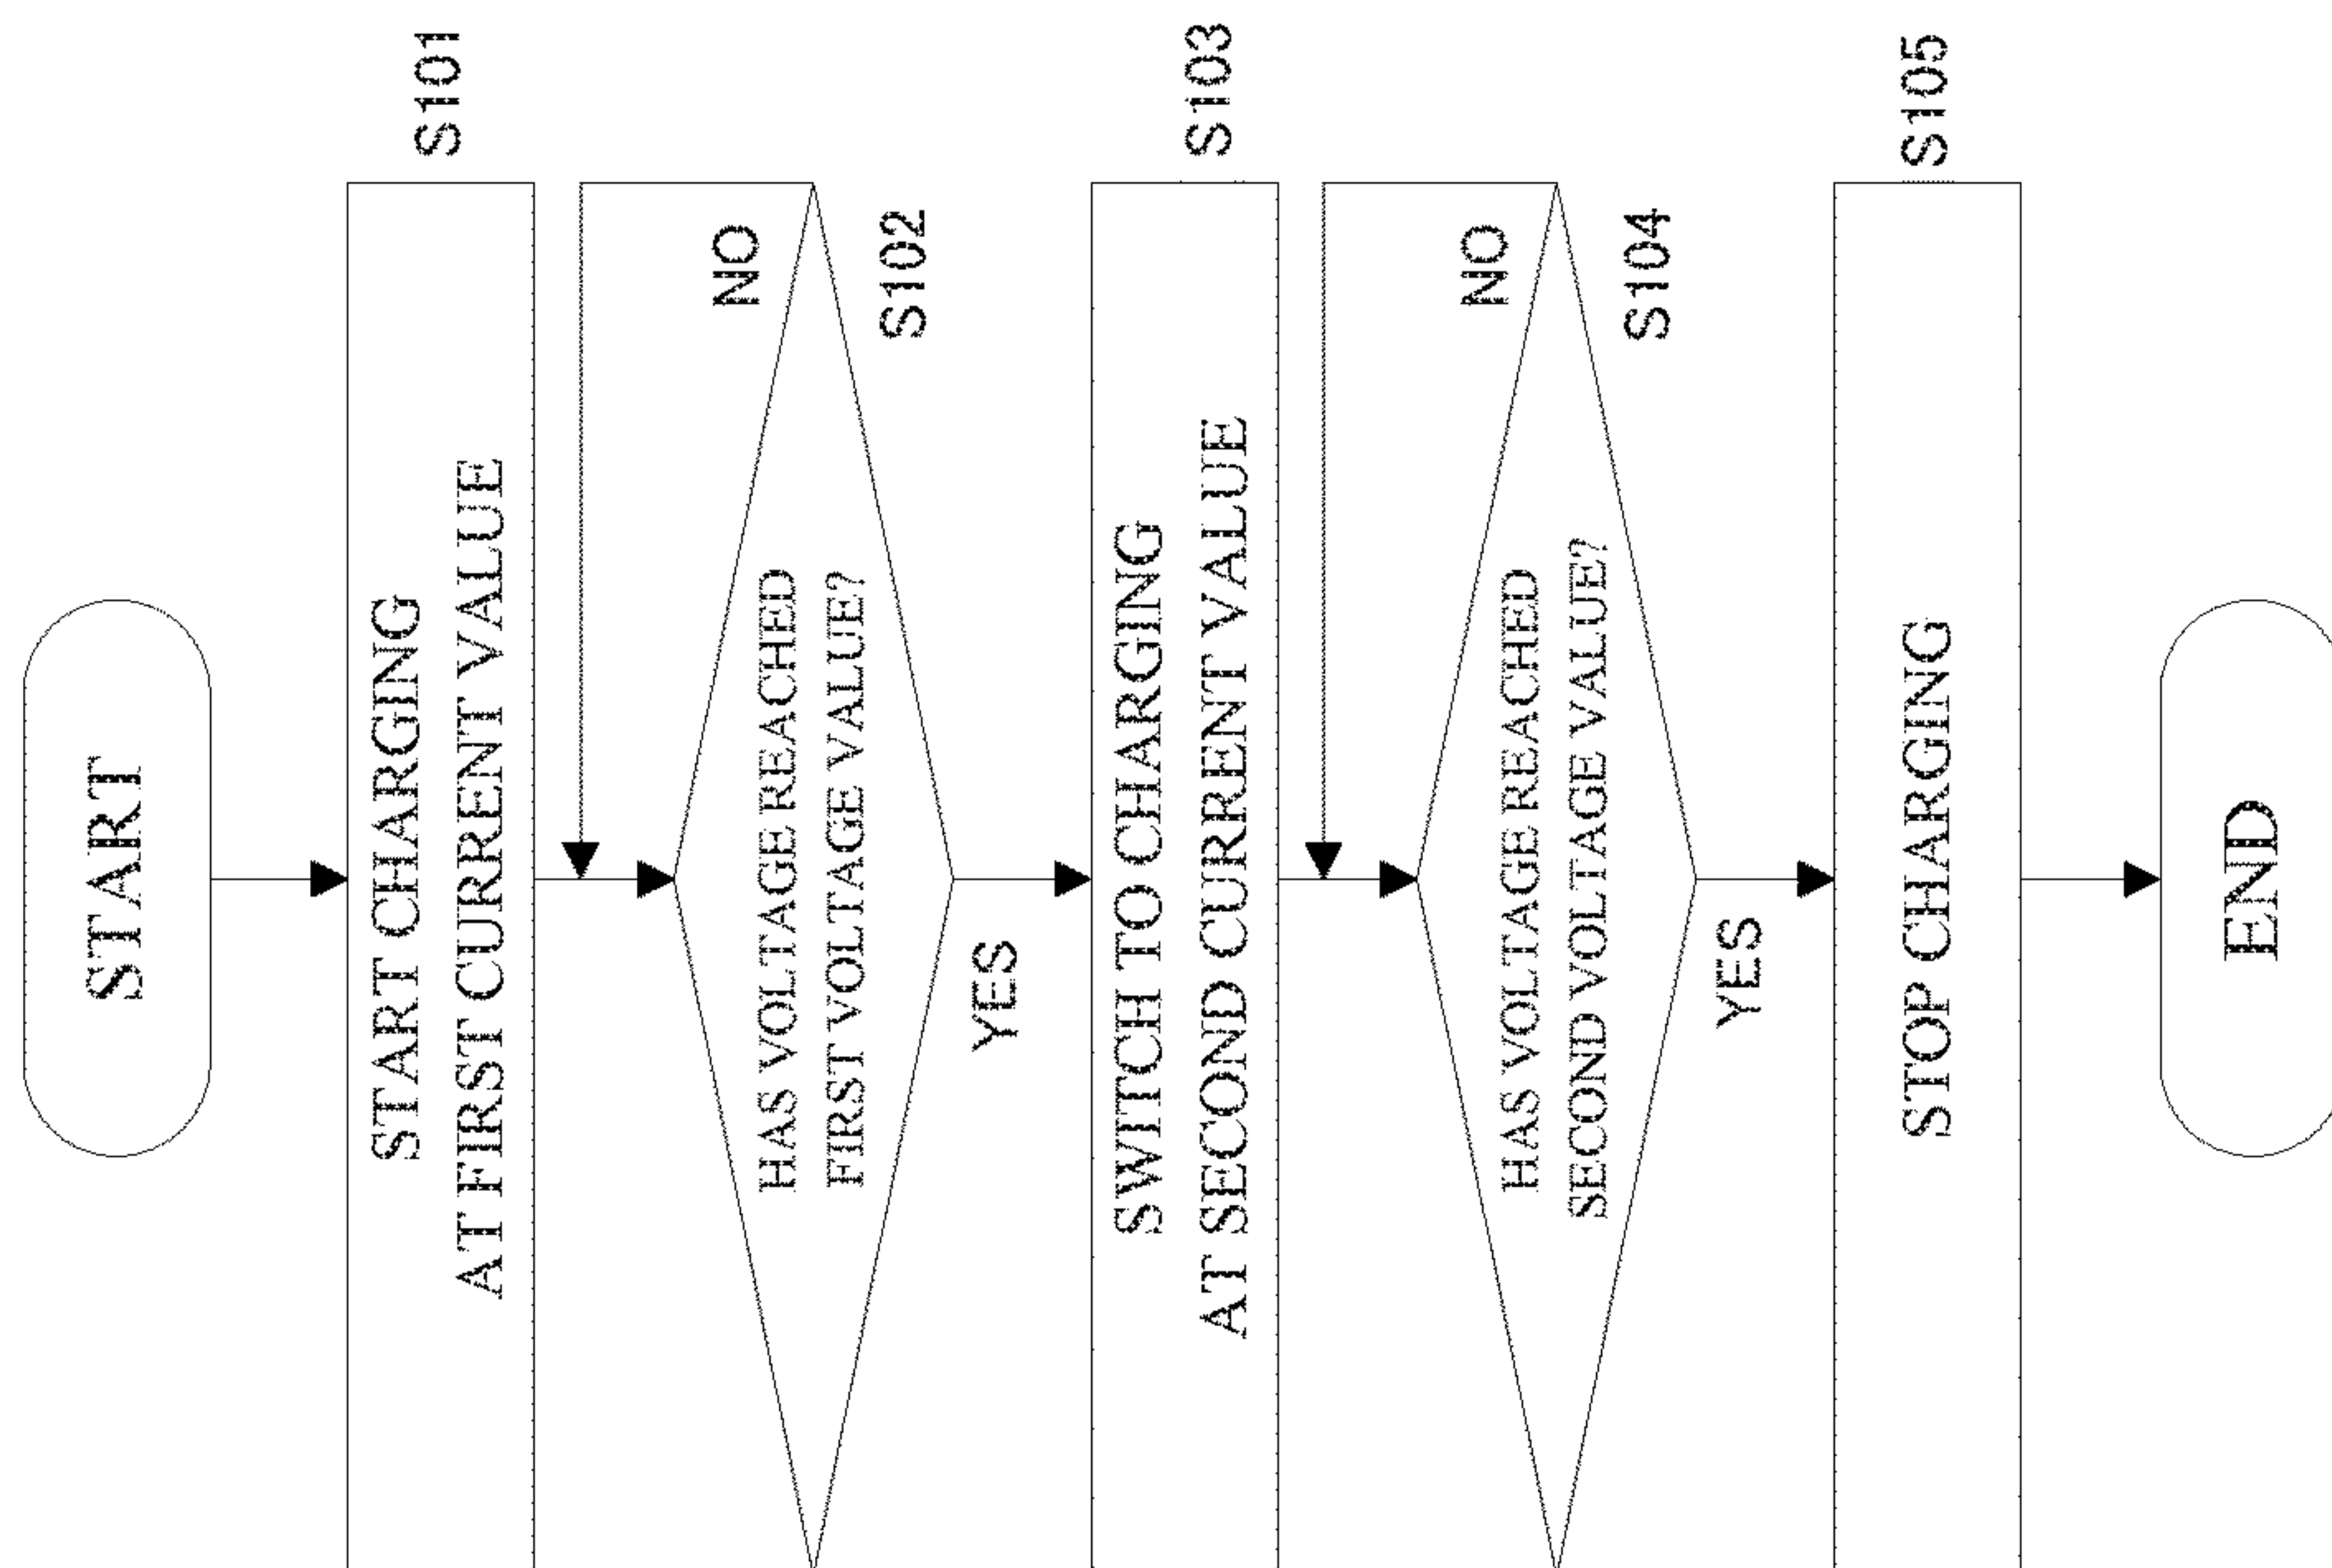 START
START CHARGING
AT FIRST CURRENT VALUE
S101
HAS VOLTAGE REACHED
FIRST VOLTAGE VALUE?
NO
S102
YES
SWITCH TO CHARGING
AT SECOND CURRENT VALUE
S103
HAS VOLTAGE REACHED
SECOND VOLTAGE VALUE?
NO
S104
YES
STOP CHARGING
S105
END